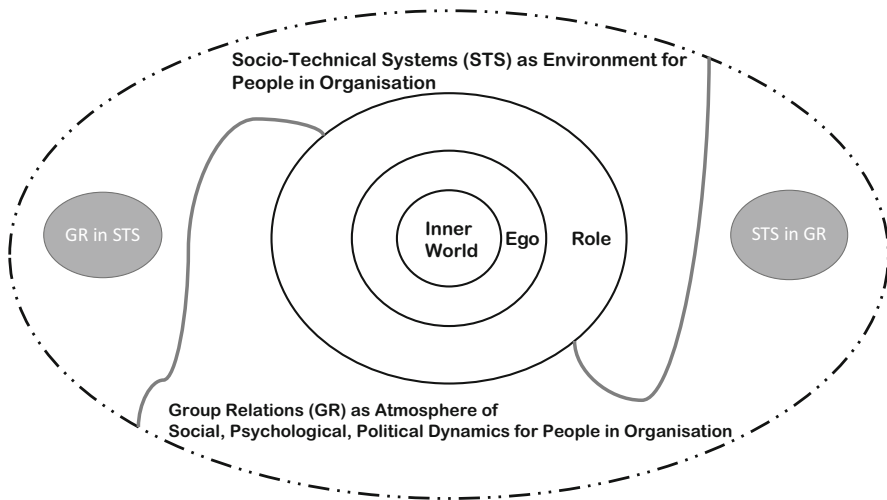 Socio-Technical Systems (STS) as Environment for
People in Organisation
GR in STS
Inner
World
Ego
Role
STS in GR
Group Relations (GR) as Atmosphere of
Social, Psychological, Political Dynamics for People in Organisation